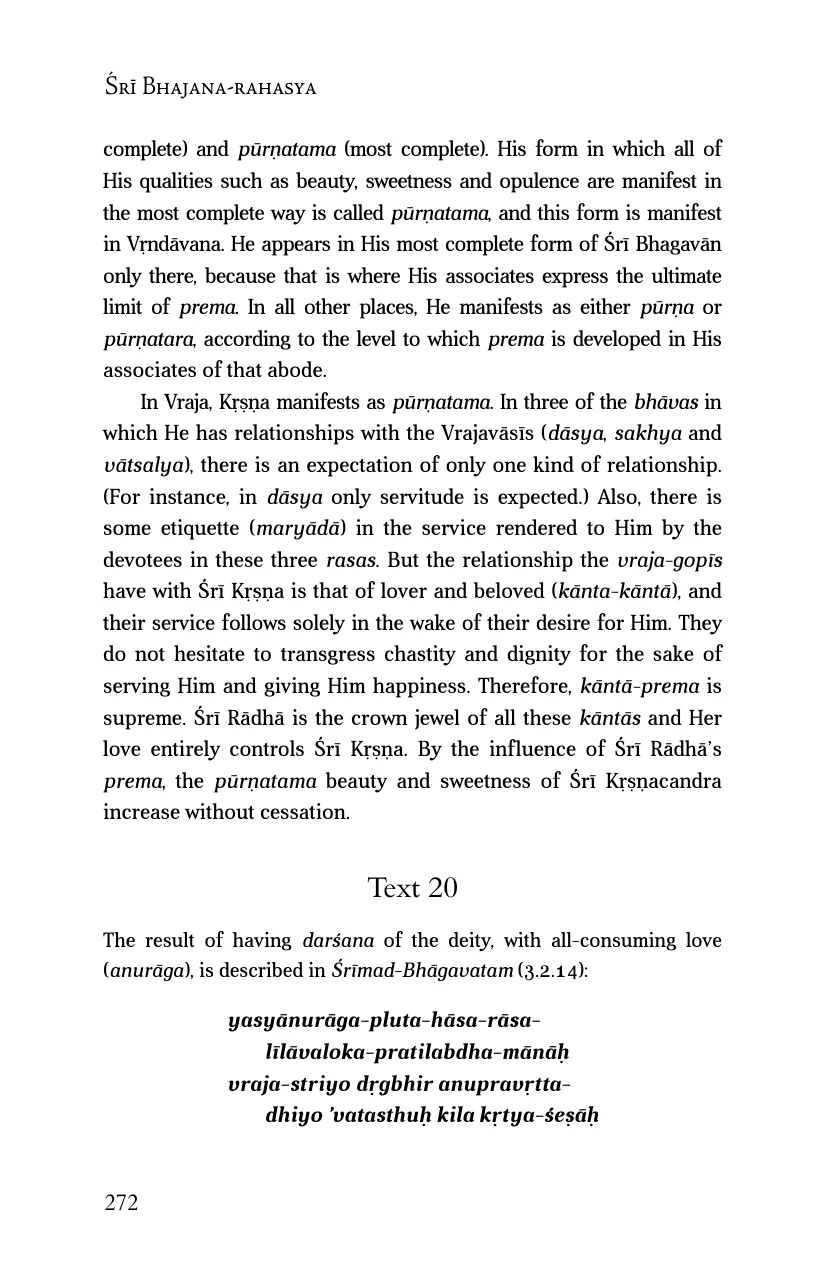 Śrī Bhajana-rahasya
complete) and pūrṇatama (most complete). His form in which all of
His qualities such as beauty, sweetness and opulence are manifest in
the most complete way is called pūrṇatama, and this form is manifest
in Vṛndāvana. He appears in His most complete form of Śrī Bhagavān
only there, because that is where His associates express the ultimate
limit of prema. In all other places, He manifests as either pūrṇa or
pūrṇatara, according to the level to which prema is developed in His
associates of that abode.
In Vraja, Kṛṣṇa manifests as pūrṇatama. In three of the bhāvas in
which He has relationships with the Vrajavāsīs (dāsya, sakhya and
vātsalya), there is an expectation of only one kind of relationship.
(For instance, in dāsya only servitude is expected.) Also, there is
some etiquette (maryādā) in the service rendered to Him by the
devotees in these three rasas. But the relationship the vraja-gopīs
have with Śrī Kṛṣṇa is that of lover and beloved (kānta-kāntā), and
their service follows solely in the wake of their desire for Him. They
do not hesitate to transgress chastity and dignity for the sake of
serving Him and giving Him happiness. Therefore, kāntā-prema is
supreme. Śrī Rādhā is the crown jewel of all these kāntās and Her
love entirely controls Śrī Kṛṣṇa. By the influence of Śrī Rādhā’s
prema, the pūrṇatama beauty and sweetness of Śrī Kṛṣṇacandra
increase without cessation.
Text 20
The result of having darśana of the deity, with all-consuming love
(anurāga), is described in Śrīmad-Bhāgavatam (3.2.14):
yasyānurāga-pluta-hāsa-rāsa-
līlāvaloka-pratilabdha-mānāḥ
vraja-striyo dṛgbhir anupravṛtta-
dhiyo ’vatasthuḥ kila kṛtya-śeṣāḥ
272